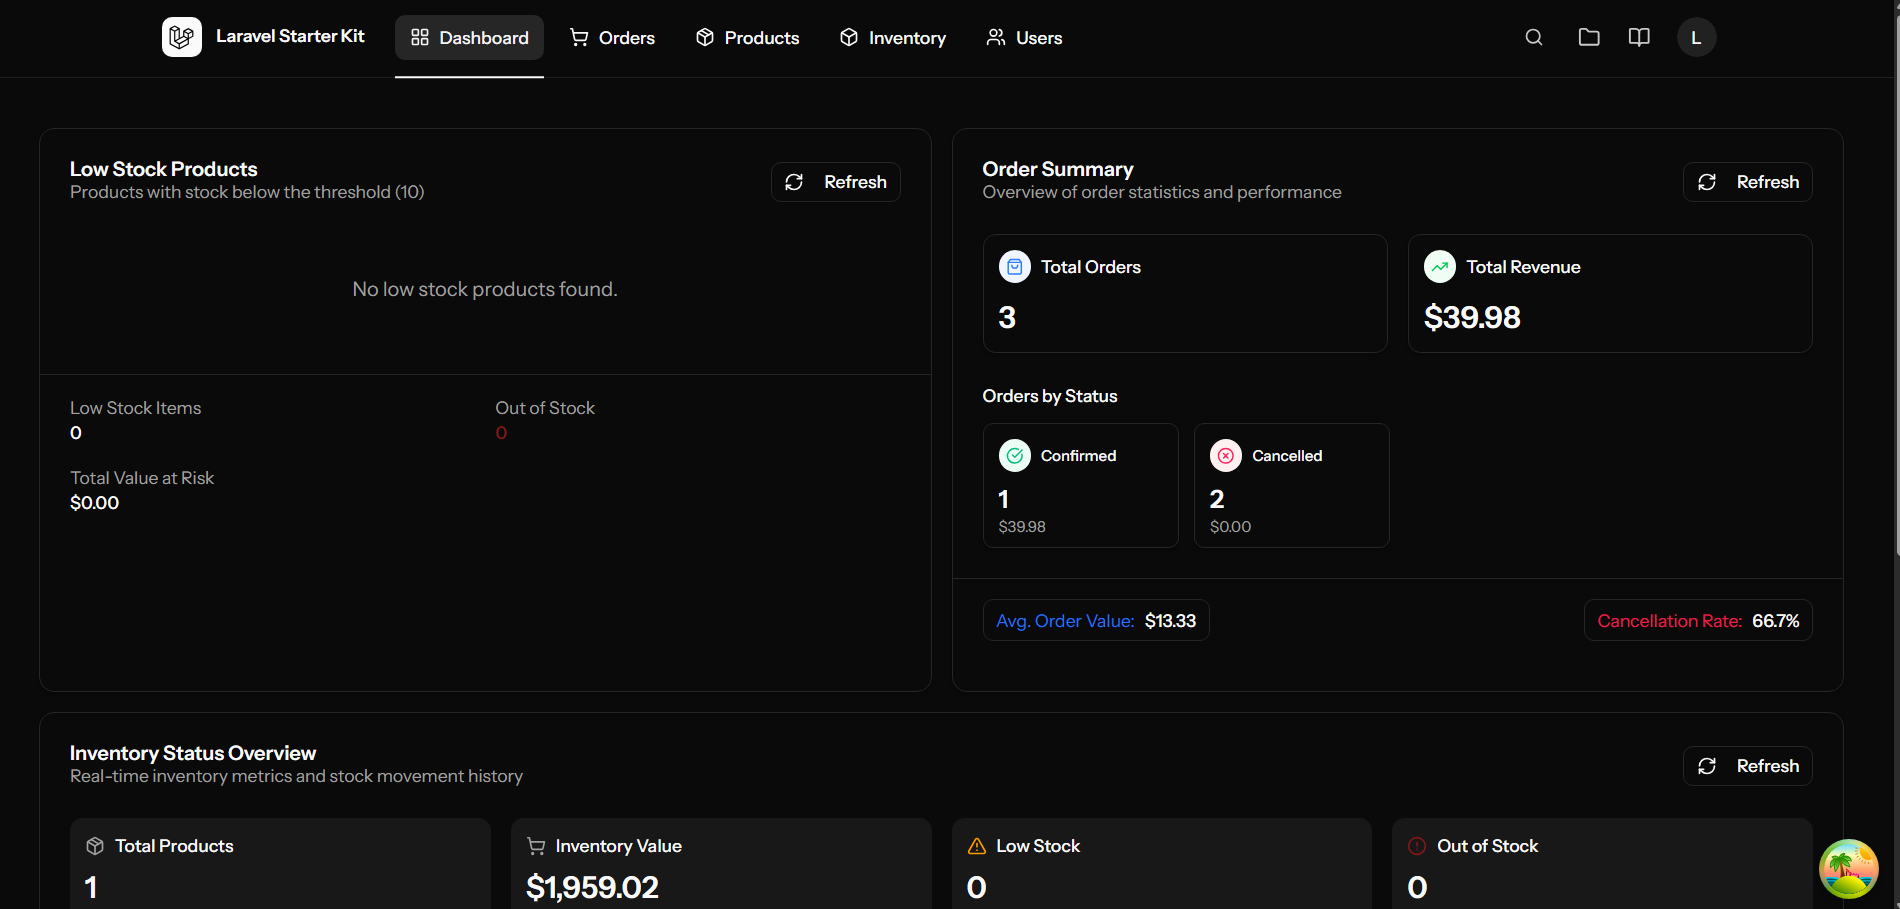 Laravel Starter Kit
Dashboard
Orders
Products
Inventory
Users
L
Low Stock Products
Products with stock below the threshold (10)
Refresh
No low stock products found.
Low Stock Items
0
Out of Stock
0
Total Value at Risk
$0.00
Order Summary
Overview of order statistics and performance
Refresh
Total Orders
3
Total Revenue
$39.98
Orders by Status
Confirmed
1
$39.98
Cancelled
2
$0.00
Avg. Order Value: $13.33
Cancellation Rate: 66.7%
Inventory Status Overview
Real-time inventory metrics and stock movement history
Refresh
Total Products
1
Inventory Value
$1,959.02
Low Stock
0
Out of Stock
0